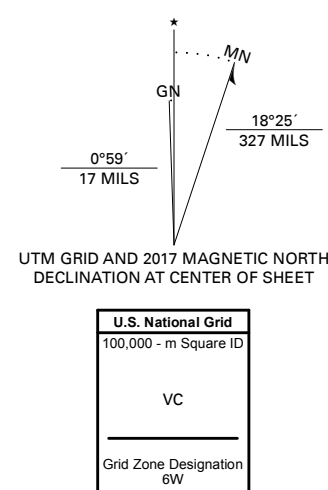 ★
MN
GN
18°25´
327 MILS
0°59´
17 MILS
UTM GRID AND 2017 MAGNETIC NORTH
DECLINATION AT CENTER OF SHEET
U.S. National Grid
100,000 - m Square ID
VC
Grid Zone Designation
6W